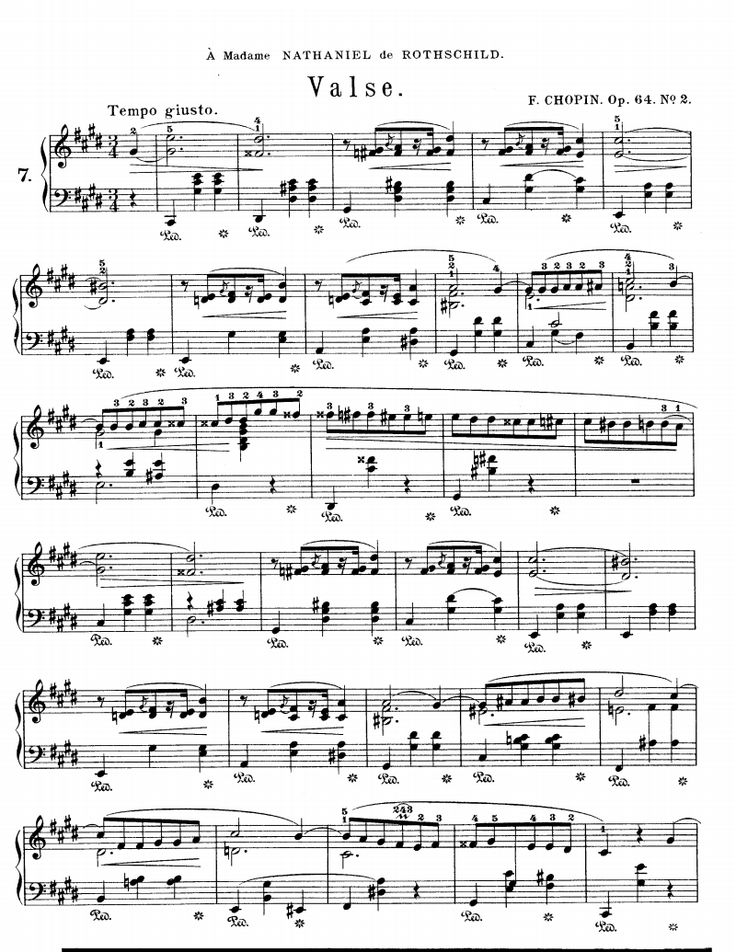 À Madame NATHANIEL de ROTHSCHILD.
Valse.
Tempo giusto.
F. CHOPIN. Op. 64. Nº 2.
7.